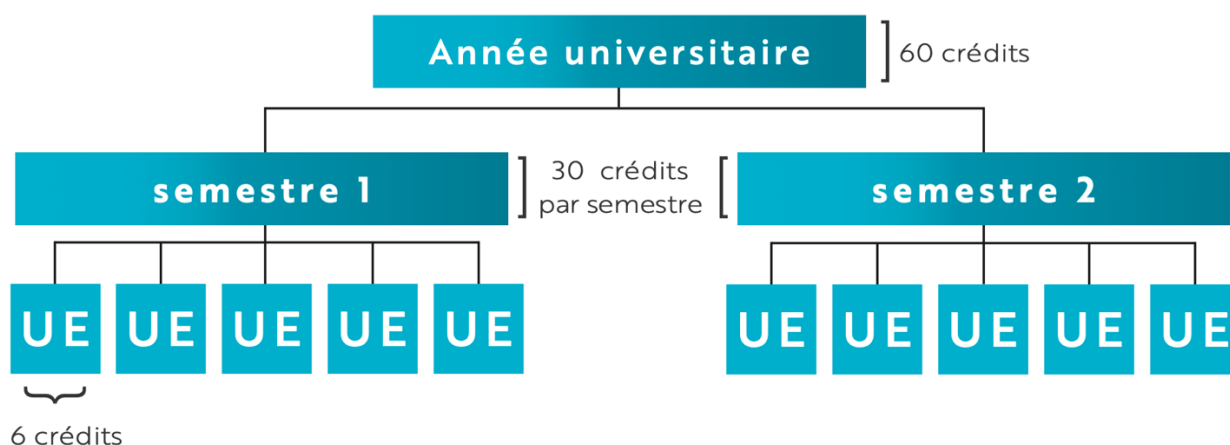 Année universitaire
60 crédits
semestre 1
30 crédits
par semestre
semestre 2
UE UE UE UE UE
UE UE UE UE UE
6 crédits